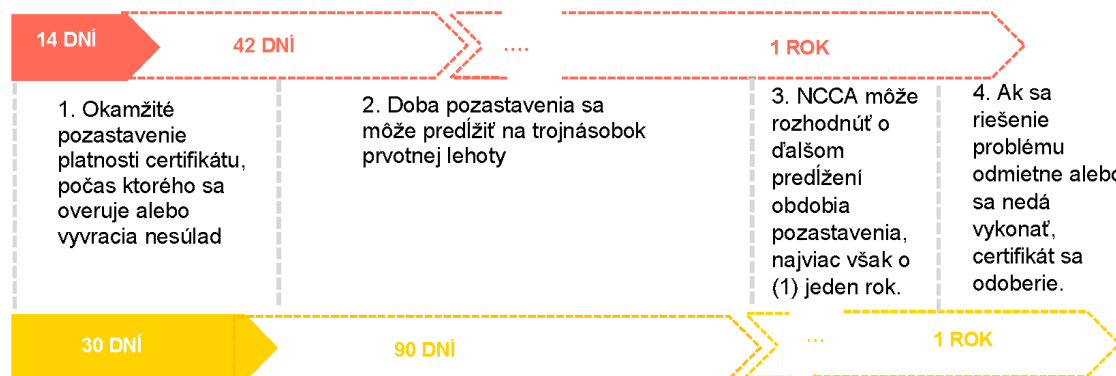 14 DNÍ
42 DNÍ
....
1 ROK
1. Okamžité
pozastavenie
platnosti certifikátu,
počas ktorého sa
overuje alebo
vyvracia nesúlad
2. Doba pozastavenia sa
môže predĺžiť na trojnásobok
prvotnej lehoty
3. NCCA môže
rozhodnúť o
ďalšom
predĺžení
obdobia
pozastavenia,
najviac však o
(1) jeden rok.
4. Ak sa
riešenie
problému
odmietne alebo
sa nedá
vykonať,
certifikát sa
odoberie.
30 DNÍ
90 DNÍ
...
1 ROK